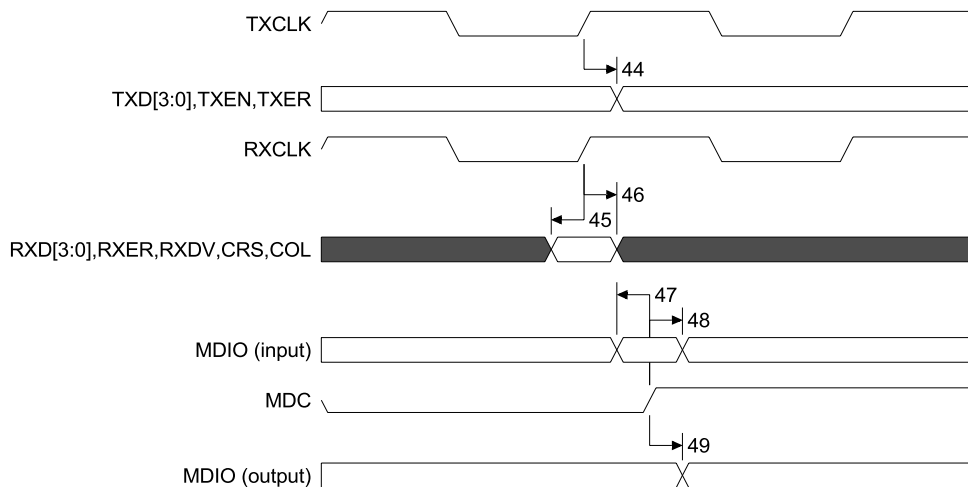 TXCLK
44
TXD[3:0],TXEN,TXER
RXCLK
46
45
RXD[3:0],RXER,RXDV,CRS,COL
47
48
MDIO (input)
MDC
49
MDIO (output)